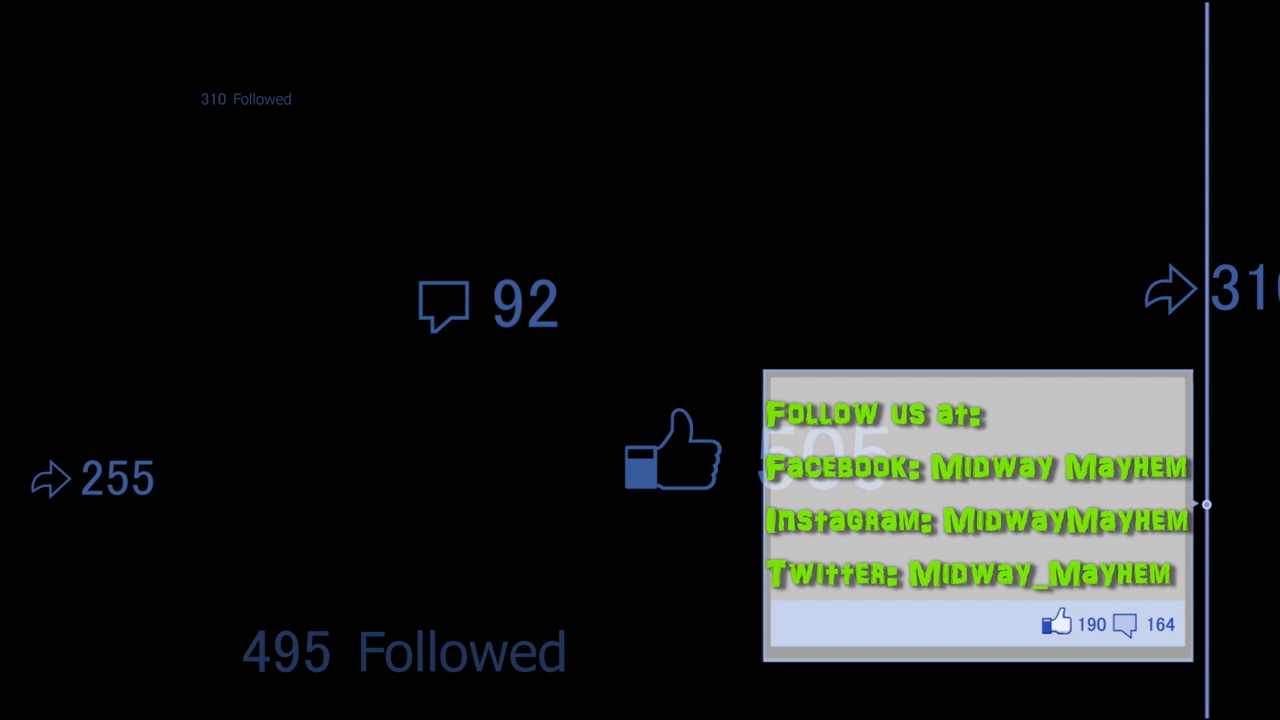 310 Followed
92
310
255
505
Follow us at:
Facebook: Midway Mayhem
Instagram: MidwayMayhem
Twitter: Midway_Mayhem
190 164
495 Followed